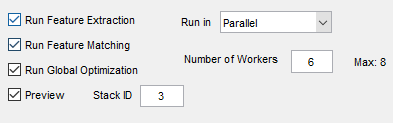 Run Feature Extraction Run in Parallel
Run Feature Matching
Number of Workers 6 Max: 8
Run Global Optimization
Preview Stack ID 3